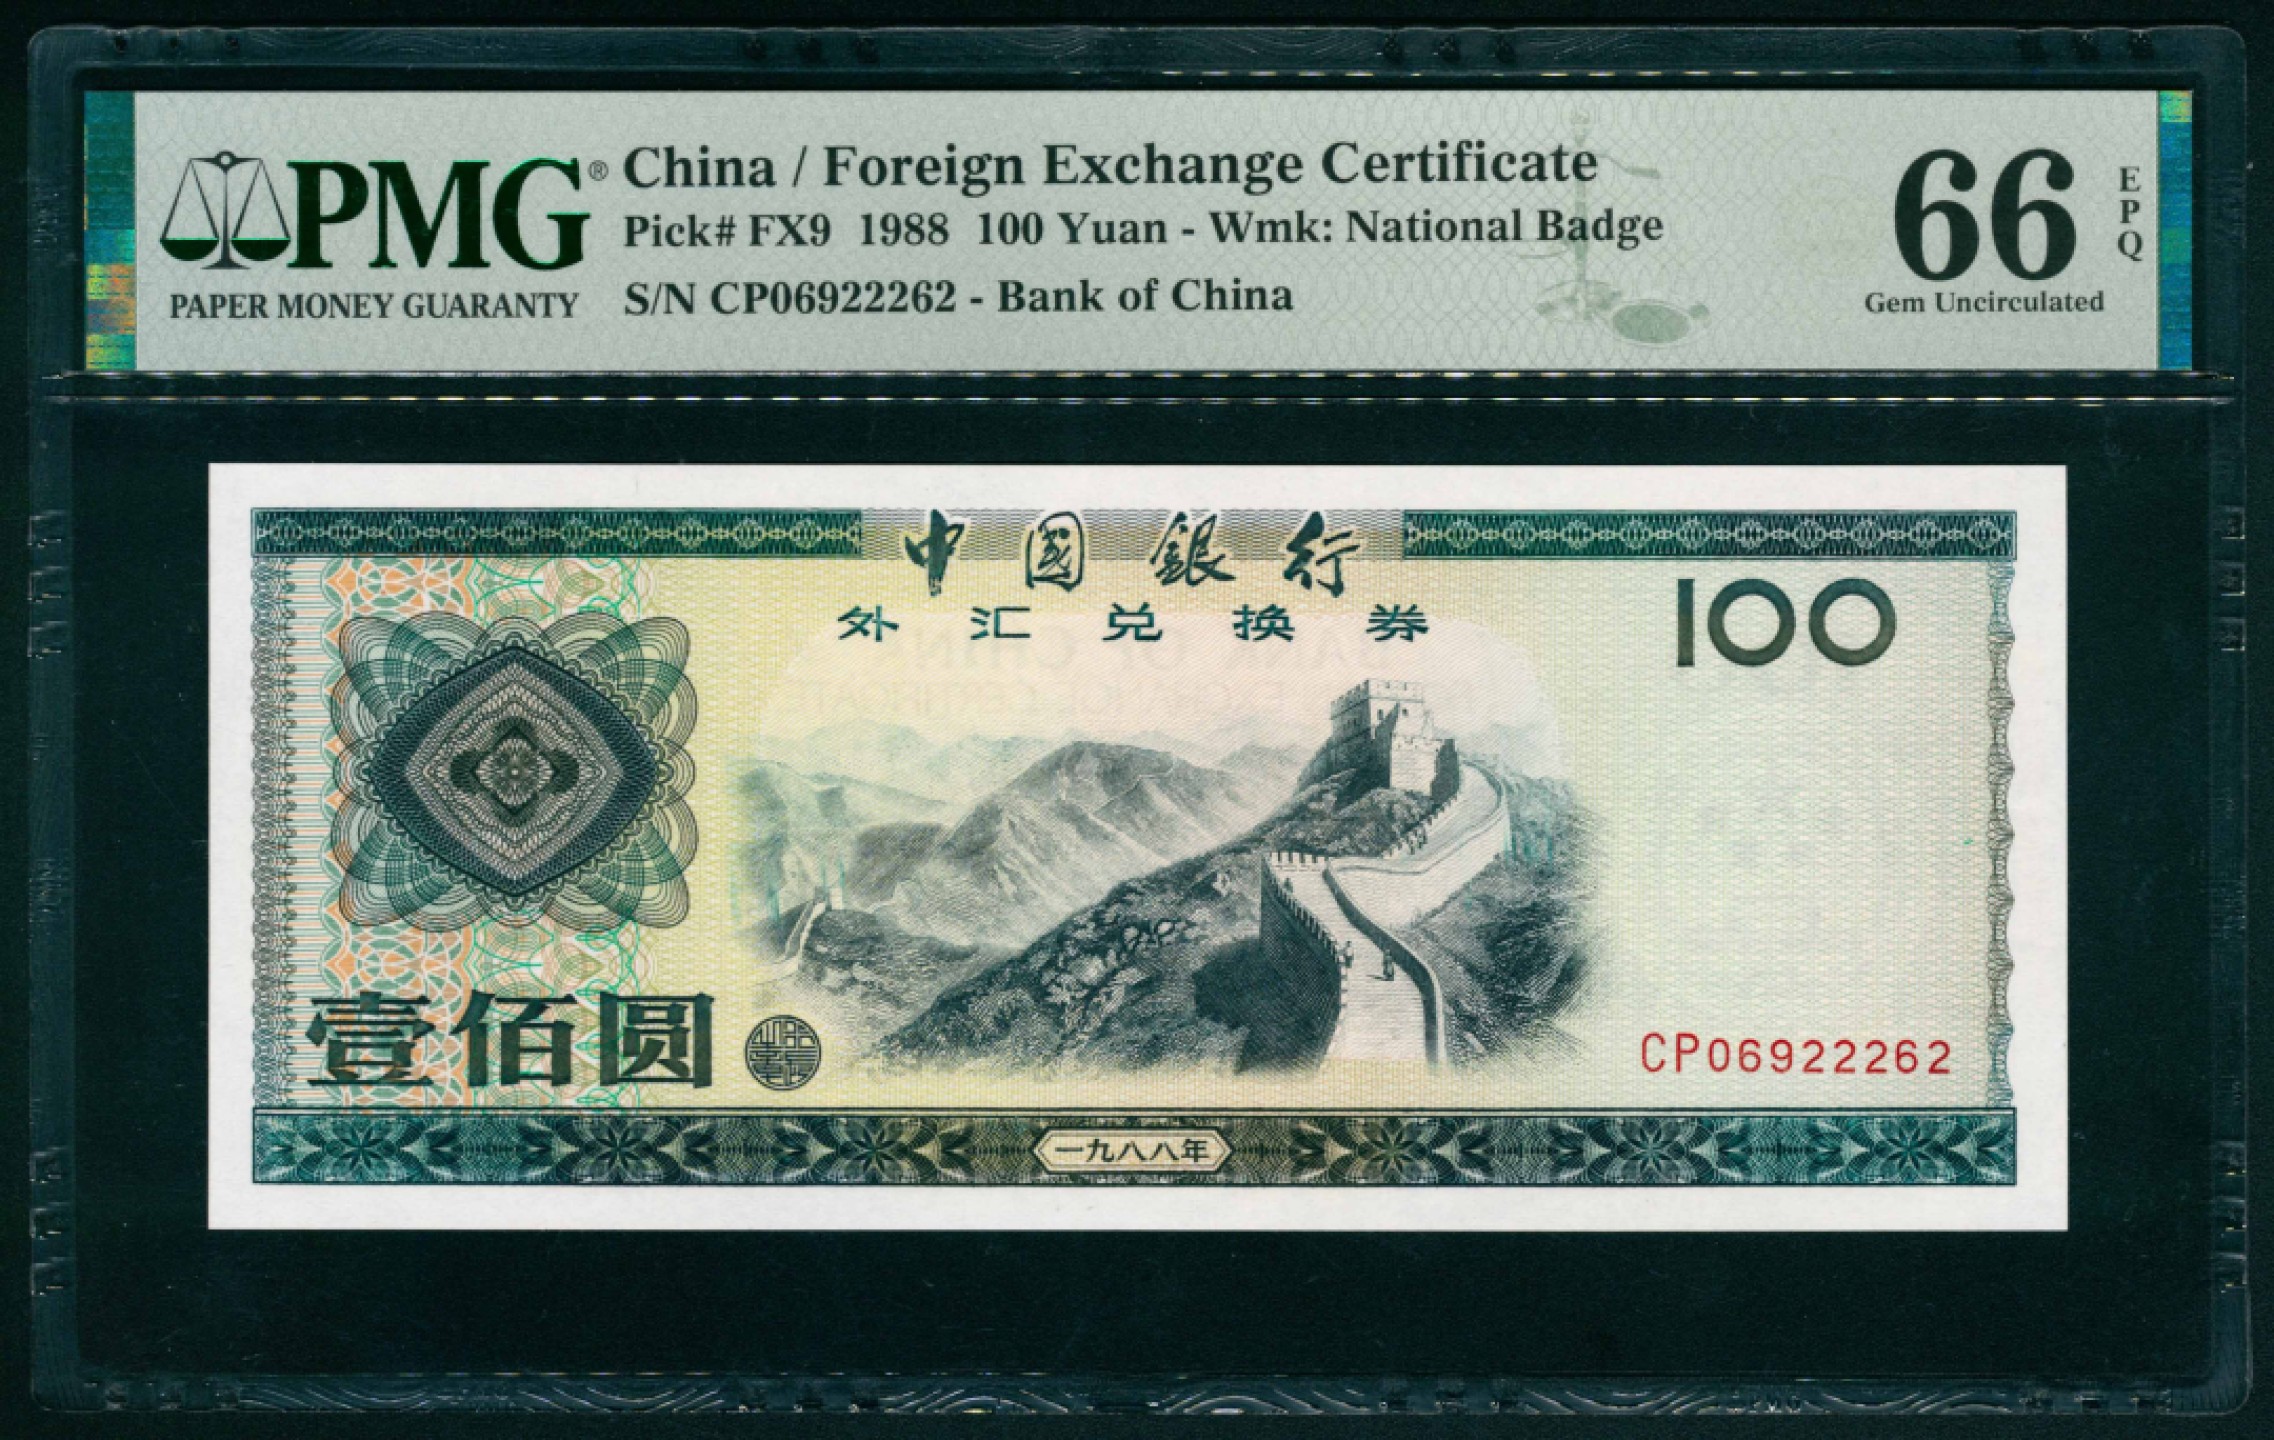 PMG®
PAPER MONEY GUARANTY
China / Foreign Exchange Certificate
Pick# FX9 1988 100 Yuan - Wmk: National Badge
S/N CP06922262 - Bank of China
66
EPQ
Gem Uncirculated
中國銀行
外汇兑换券
100
壹佰圆
CP06922262
一九八八年